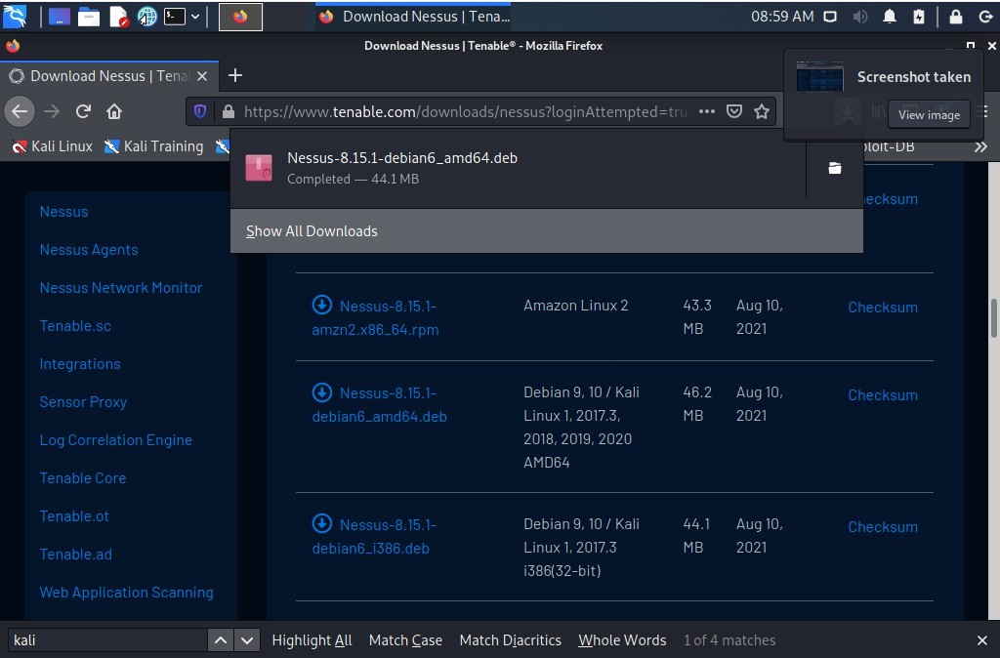 Download Nessus | Tena...
08:59 AM
Download Nessus | Tenable® - Mozilla Firefox
Download Nessus | Tenal
Screenshot taken
View image
https://www.tenable.com/downloads/nessus?loginAttempted=tru
Kali Linux
Kali Training
ploit-DB
Nessus-8.15.1-debian6_amd64.deb
Completed — 44.1 MB
Show All Downloads
Nessus
Nessus Agents
Nessus Network Monitor
Tenable.sc
Integrations
Sensor Proxy
Log Correlation Engine
Tenable Core
Tenable.ot
Tenable.ad
Web Application Scanning
ecksum
Nessus-8.15.1-
amzn2.x86_64.rpm
Amazon Linux 2
43.3
MB
Aug 10,
2021
Checksum
Nessus-8.15.1-
debian6_amd64.deb
Debian 9, 10 / Kali
Linux 1, 2017.3,
2018, 2019, 2020
AMD64
46.2
MB
Aug 10,
2021
Checksum
Nessus-8.15.1-
debian6_i386.deb
Debian 9, 10 / Kali
Linux 1, 2017.3
i386(32-bit)
44.1
MB
Aug 10,
2021
Checksum
kali
Highlight All
Match Case
Match Diacritics
Whole Words
1 of 4 matches